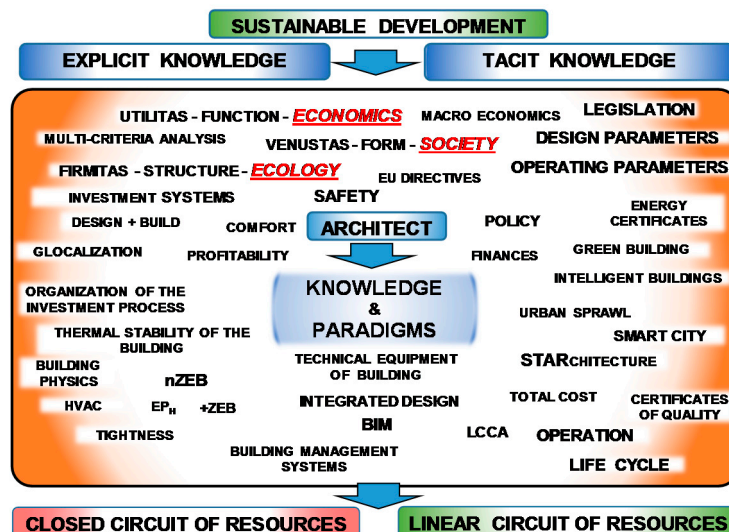 SUSTAINABLE DEVELOPMENT
EXPLICIT KNOWLEDGE
TACIT KNOWLEDGE
UTILITAS - FUNCTION - ECONOMICS
MACRO ECONOMICS
LEGISLATION
MULTI-CRITERIA ANALYSIS
VENUSTAS - FORM - SOCIETY
DESIGN PARAMETERS
FIRMITAS - STRUCTURE - ECOLOGY
EU DIRECTIVES
OPERATING PARAMETERS
INVESTMENT SYSTEMS
SAFETY
ENERGY
CERTIFICATES
DESIGN + BUILD
COMFORT
ARCHITECT
POLICY
GLOCALIZATION
PROFITABILITY
FINANCES
GREEN BUILDING
INTELLIGENT BUILDINGS
ORGANIZATION OF THE
INVESTMENT PROCESS
KNOWLEDGE
&
PARADIGMS
URBAN SPRAWL
THERMAL STABILITY OF THE
BUILDING
SMART CITY
BUILDING
PHYSICS
nZEB
TECHNICAL EQUIPMENT
OF BUILDING
STARCHITECTURE
HVAC
EPH
+ZEB
INTEGRATED DESIGN
TOTAL COST
CERTIFICATES
OF QUALITY
TIGHTNESS
BIM
LCCA
OPERATION
BUILDING MANAGEMENT
SYSTEMS
LIFE CYCLE
CLOSED CIRCUIT OF RESOURCES
LINEAR CIRCUIT OF RESOURCES